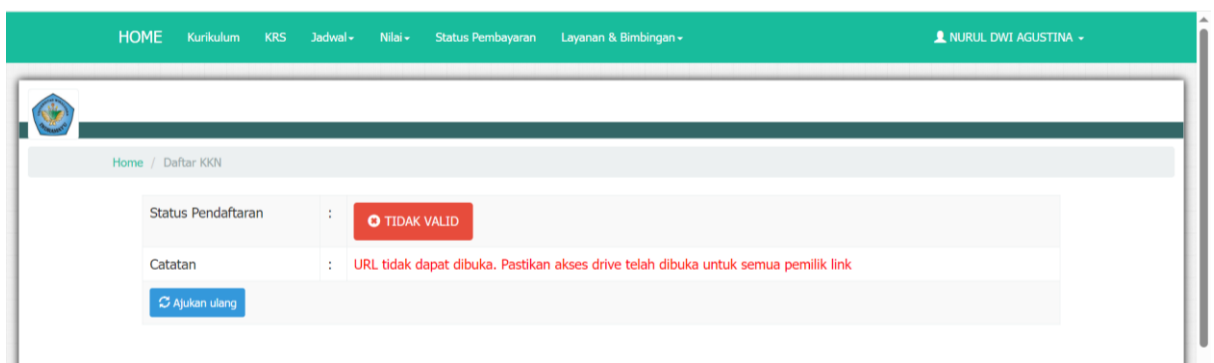 HOME Kurikulum KRS Jadwal Nilai Status Pembayaran Layanan & Bimbingan NURUL DWI AGUSTINA
Home / Daftar KKN
Status Pendaftaran : TIDAK VALID
Catatan : URL tidak dapat dibuka. Pastikan akses drive telah dibuka untuk semua pemilik link
Ajukan ulang